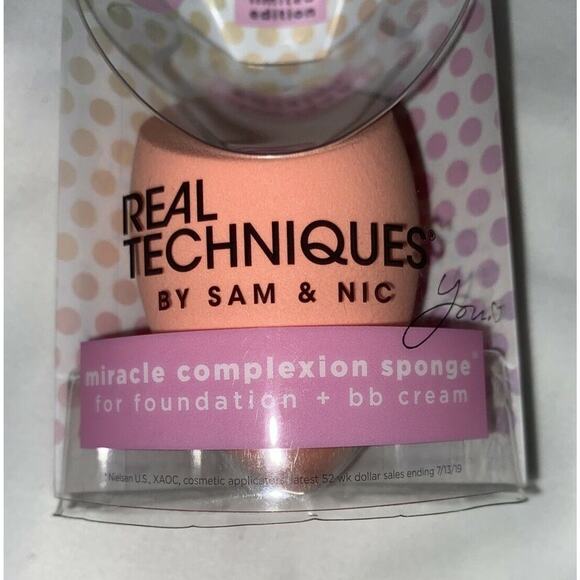 limited
edition
REAL
TECHNIQUES®
BY SAM & NIC
miracle complexion sponge*
for foundation + bb cream
*Nielsen U.S., XAOC, cosmetic applicators latest 52 wk dollar sales ending 7/13/19